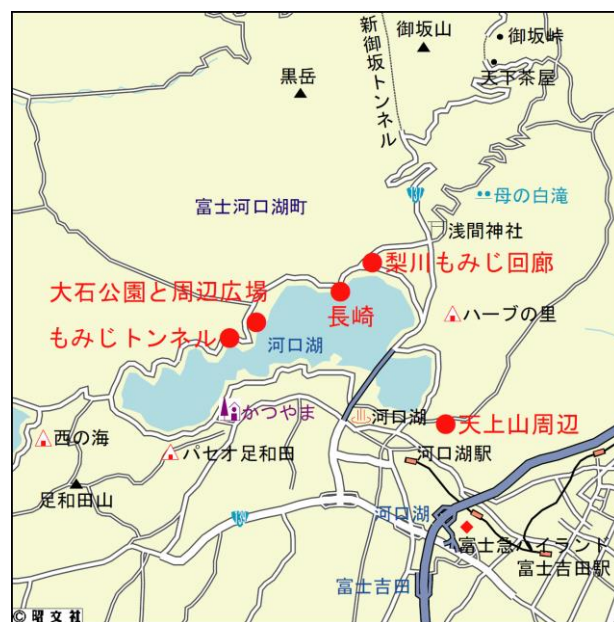 御坂山
御坂峠
天下茶屋
新御坂トンネル
黒岳
137
母の白滝
富士河口湖町
浅間神社
梨川もみじ回廊
大石公園と周辺広場
長崎
もみじトンネル
河口湖
ハーブの里
かつやま
河口湖
天上山周辺
西の海
パセオ足和田
河口湖駅
足和田山
139
河口湖
富士急ハイランド
富士吉田駅
富士吉田
© 昭文社